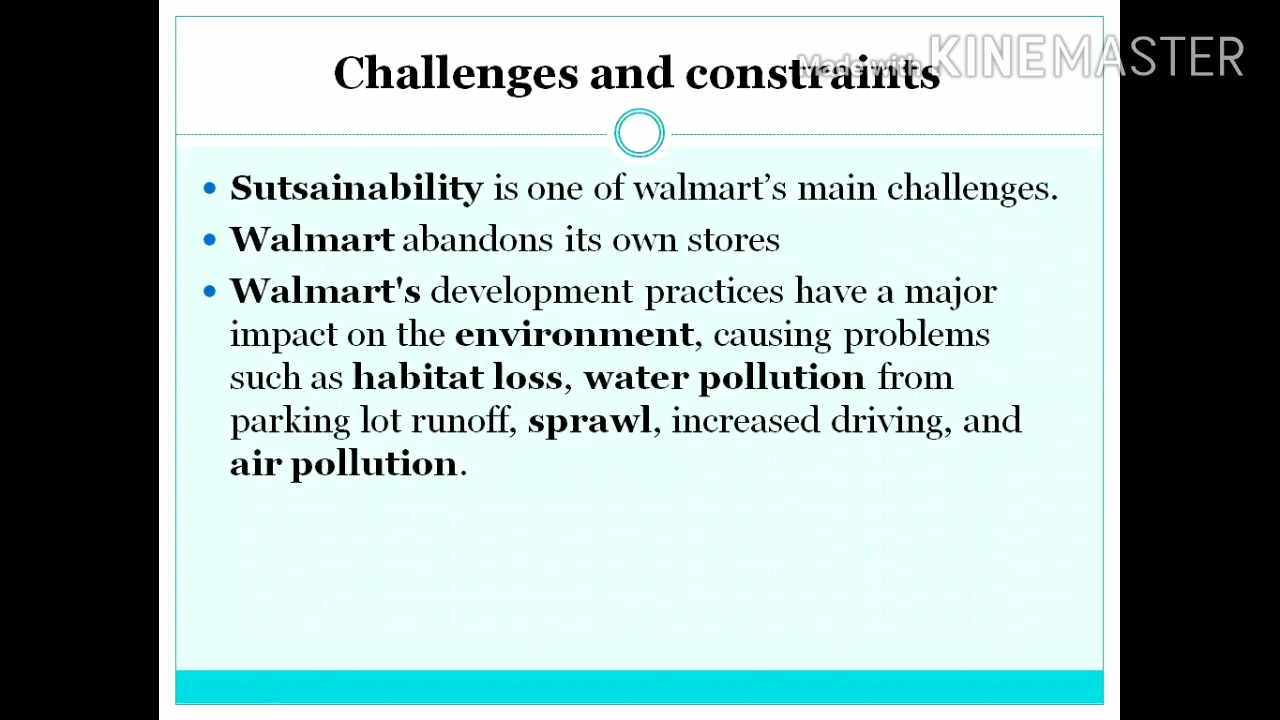 Challenges and constraints
Made with KINEMASTER
Sutsainability is one of walmart’s main challenges.
Walmart abandons its own stores
Walmart's development practices have a major
impact on the environment, causing problems
such as habitat loss, water pollution from
parking lot runoff, sprawl, increased driving, and
air pollution.